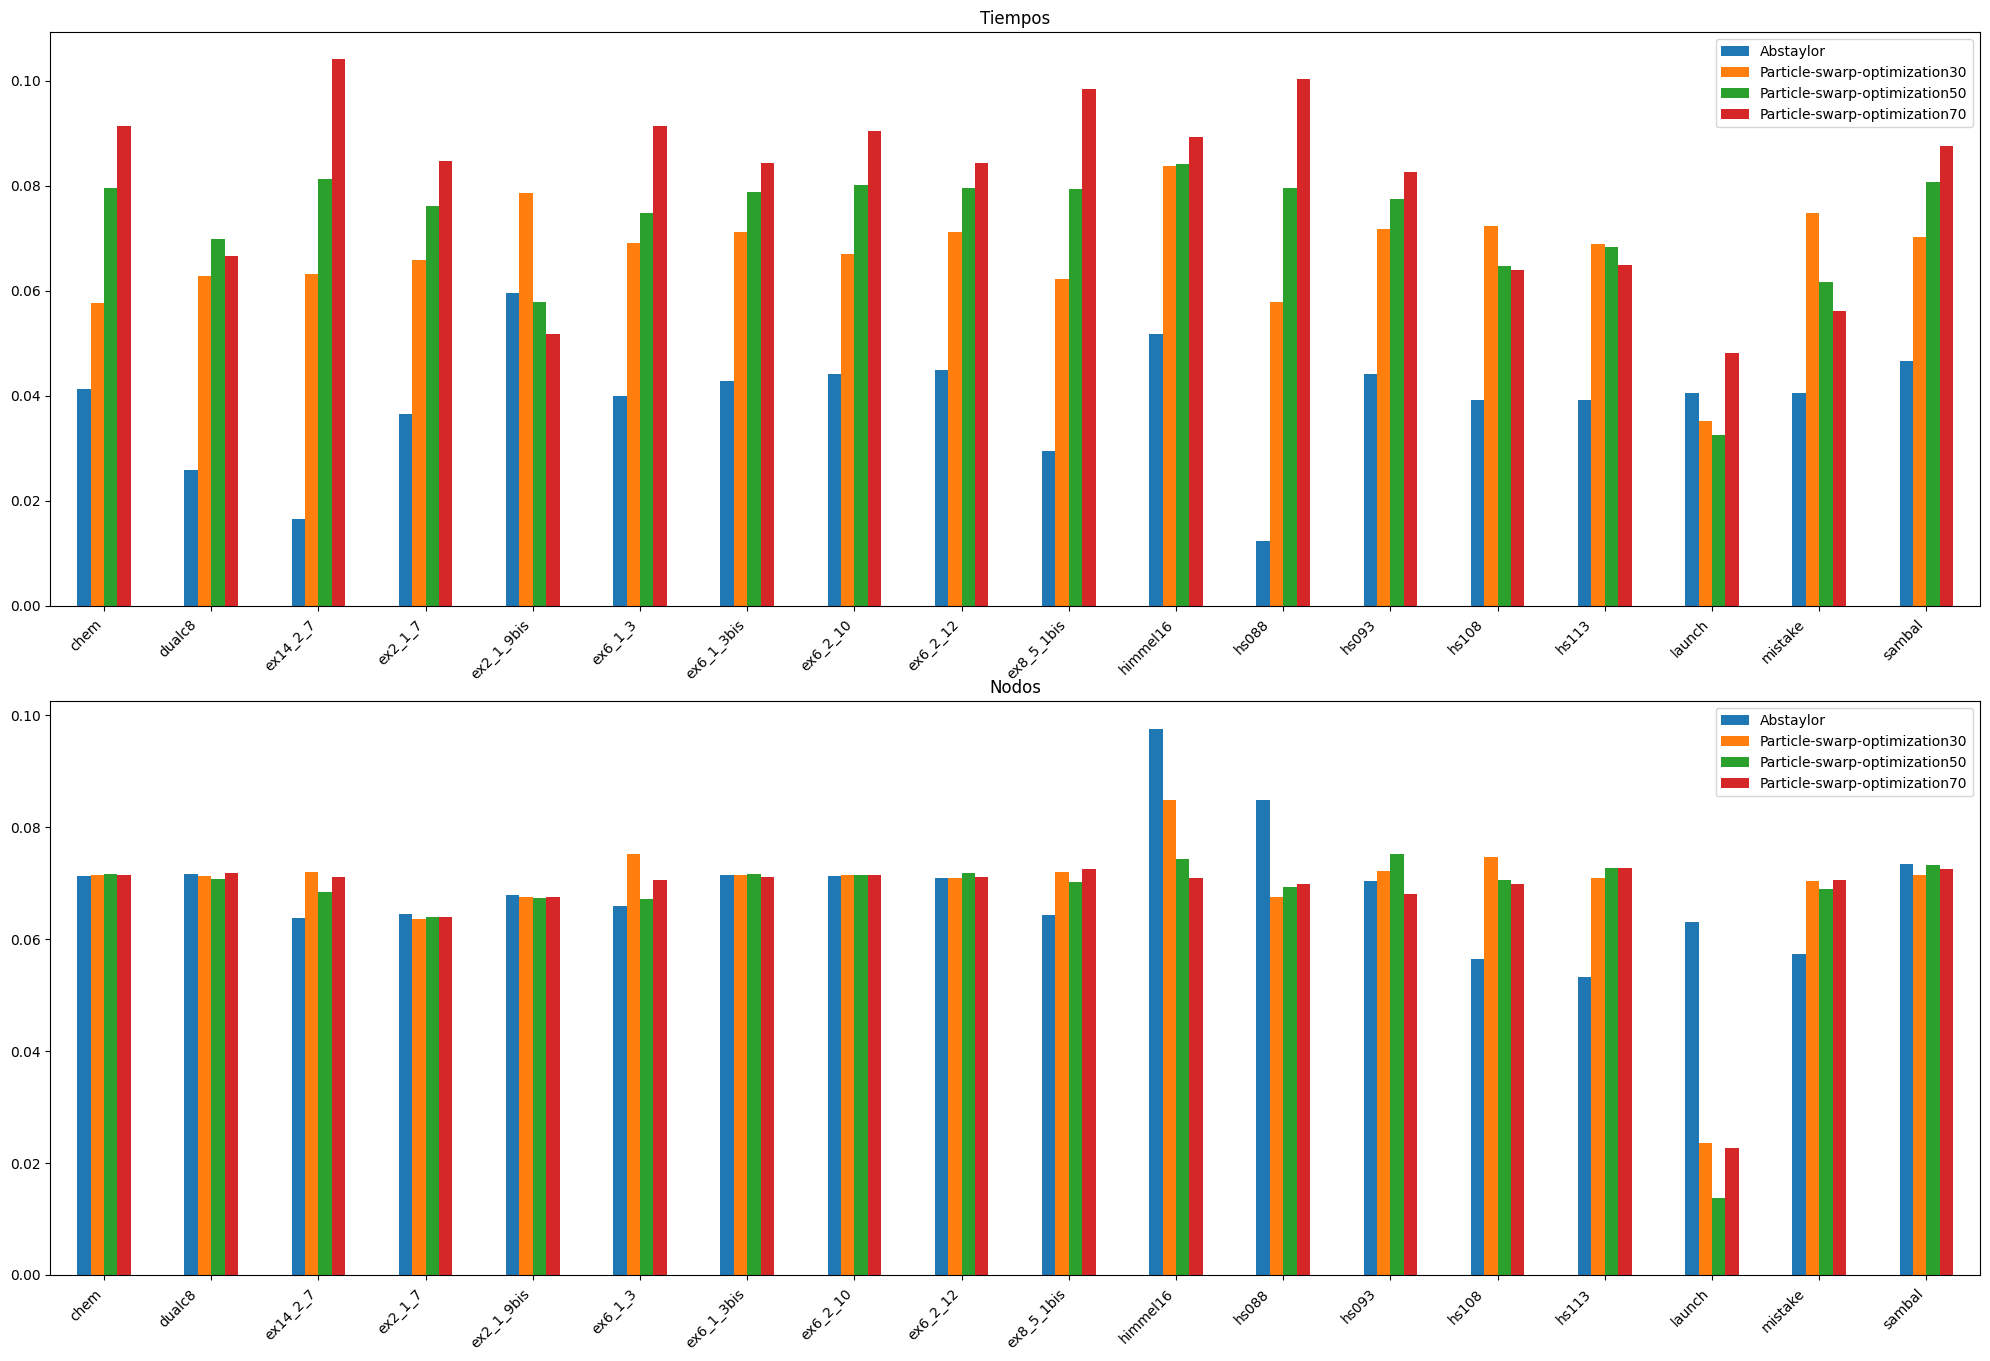 Tiempos
Abstaylor
Particle-swarp-optimization30
Particle-swarp-optimization50
Particle-swarp-optimization70
0.10
0.08
0.06
0.04
0.02
0.00
chem
dualc8
ex14_2_7
ex2_1_7
ex2_1_9bis
ex6_1_3
ex6_1_3bis
ex6_2_10
ex6_2_12
ex8_5_1bis
himmel16
hs088
hs093
hs108
hs113
launch
mistake
sambal
Nodos
Abstaylor
Particle-swarp-optimization30
Particle-swarp-optimization50
Particle-swarp-optimization70
0.10
0.08
0.06
0.04
0.02
0.00
chem
dualc8
ex14_2_7
ex2_1_7
ex2_1_9bis
ex6_1_3
ex6_1_3bis
ex6_2_10
ex6_2_12
ex8_5_1bis
himmel16
hs088
hs093
hs108
hs113
launch
mistake
sambal